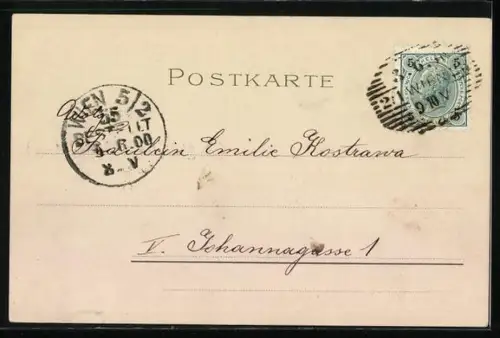 POSTKARTE
WIEN 5/2
Fräulein Emilie Kostrawa
V. Johannagasse 1